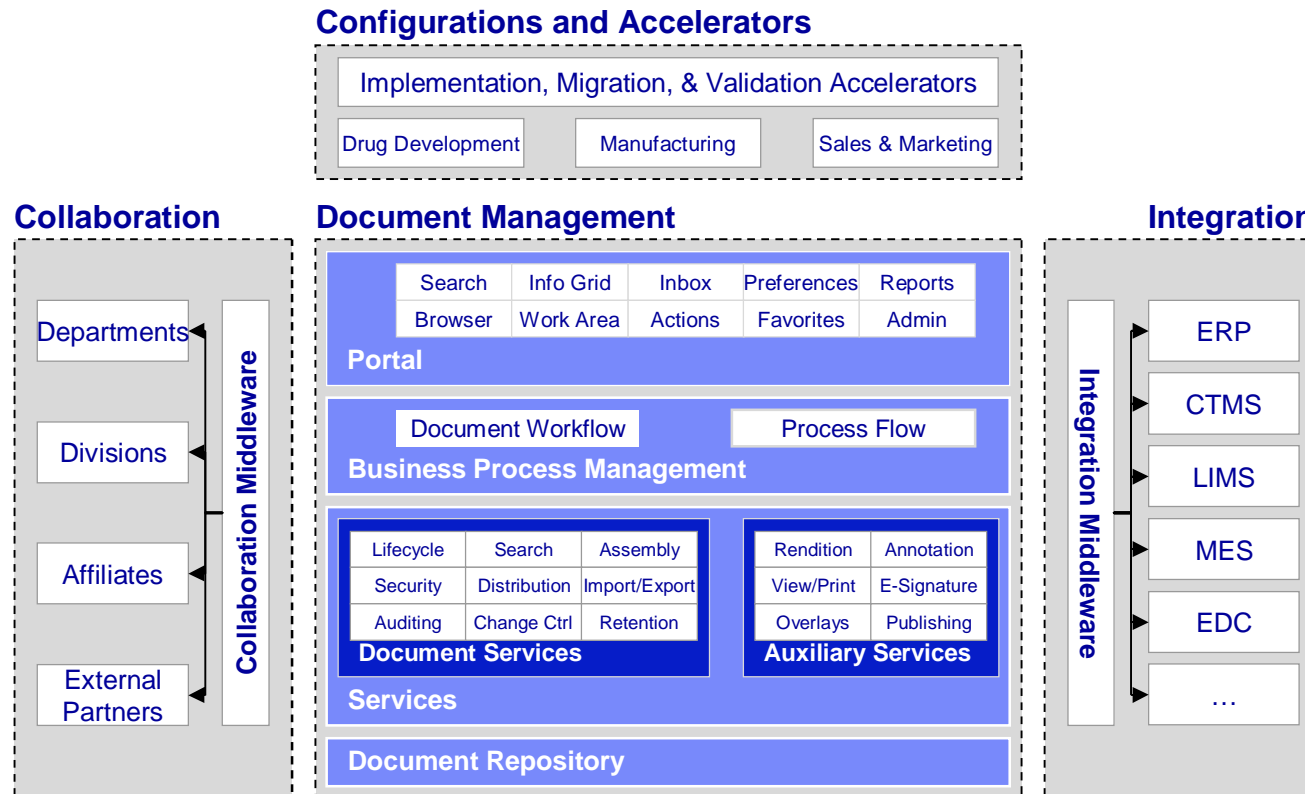 Configurations and Accelerators
Implementation, Migration, & Validation Accelerators
Drug Development
Manufacturing
Sales & Marketing
Collaboration
Departments
Divisions
Affiliates
External
Partners
Collaboration Middleware
Document Management
Search
Info Grid
Inbox
Preferences
Reports
Browser
Work Area
Actions
Favorites
Admin
Portal
Document Workflow
Process Flow
Business Process Management
Lifecycle
Search
Assembly
Security
Distribution
Import/Export
Auditing
Change Ctrl
Retention
Document Services
Rendition
Annotation
View/Print
E-Signature
Overlays
Publishing
Auxiliary Services
Services
Document Repository
Integration
Integration Middleware
ERP
CTMS
LIMS
MES
EDC
…